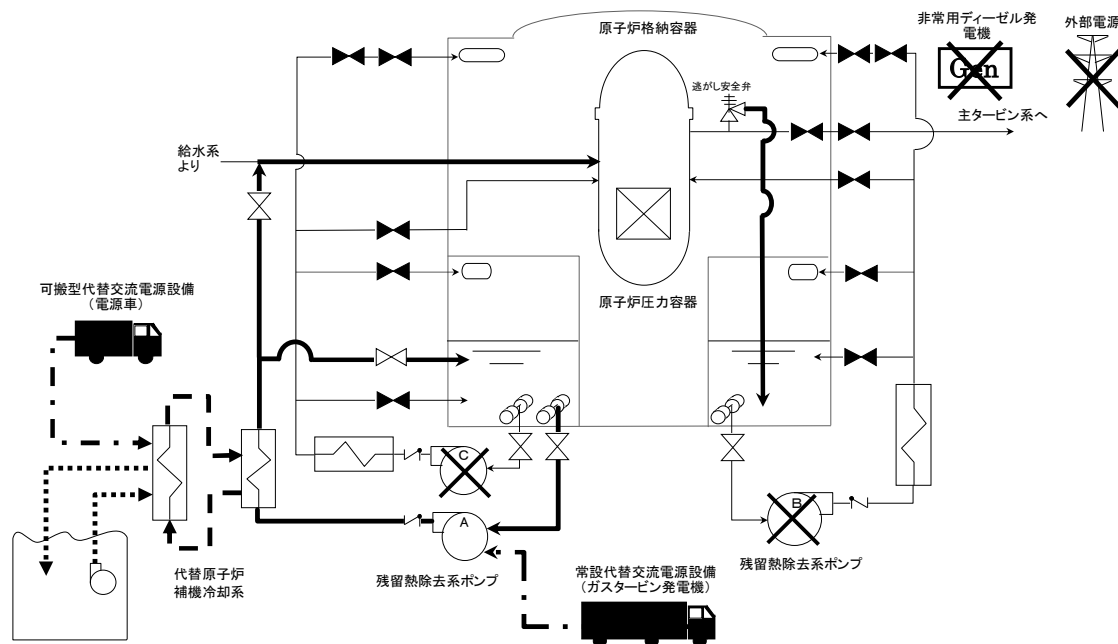 原子炉格納容器
非常用ディーゼル発
電機
外部電源
Gen
逃がし安全弁
主タービン系へ
給水系
より
原子炉圧力容器
可搬型代替交流電源設備
(電源車)
C
B
A
代替原子炉
補機冷却系
残留熱除去系ポンプ
常設代替交流電源設備
(ガスタービン発電機)
残留熱除去系ポンプ